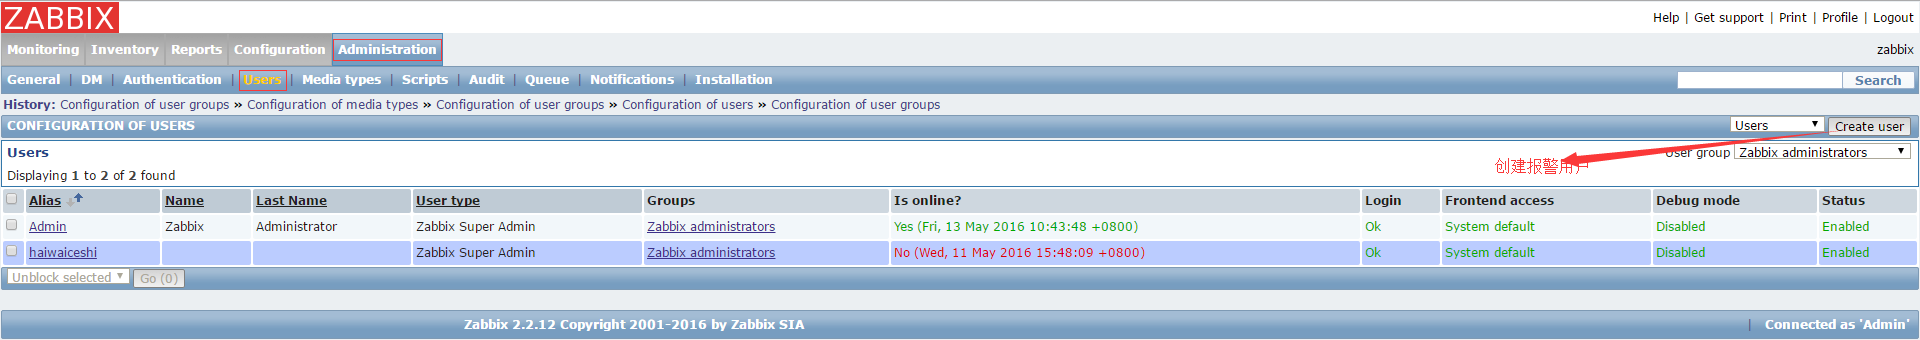 ZABBIX
Help | Get support | Print | Profile | Logout
Monitoring Inventory Reports Configuration Administration zabbix
General | DM | Authentication | Users | Media types | Scripts | Audit | Queue | Notifications | Installation Search
History: Configuration of user groups » Configuration of media types » Configuration of user groups » Configuration of users » Configuration of user groups
CONFIGURATION OF USERS Users Create user
Users User group Zabbix administrators
创建报警用户
Displaying 1 to 2 of 2 found
Alias Name Last Name User type Groups Is online? Login Frontend access Debug mode Status
Admin Zabbix Administrator Zabbix Super Admin Zabbix administrators Yes (Fri, 13 May 2016 10:43:48 +0800) Ok System default Disabled Enabled
haiwaiceshi Zabbix Super Admin Zabbix administrators No (Wed, 11 May 2016 15:48:09 +0800) Ok System default Disabled Enabled
Unblock selected Go (0)
Zabbix 2.2.12 Copyright 2001-2016 by Zabbix SIA | Connected as 'Admin'